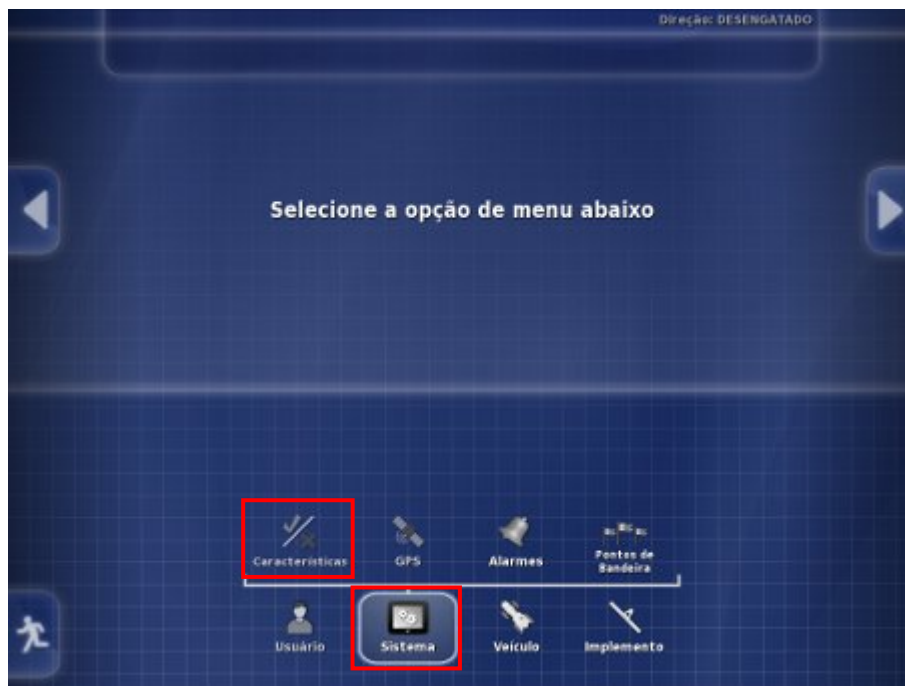 Direção: DESENGATADO
Selecione a opção de menu abaixo
Características
GPS
Alarmes
Pontos de
Bandeira
Usuário
Sistema
Veículo
Implemento